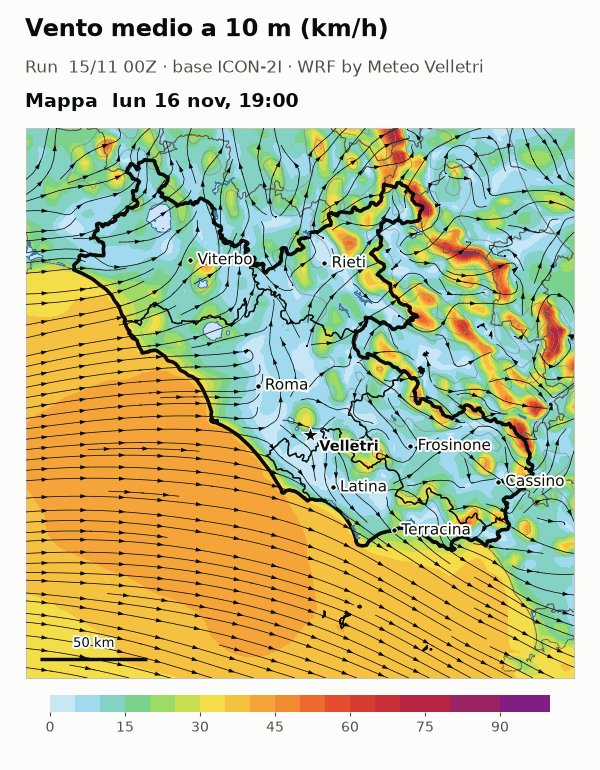 Vento medio a 10 m (km/h)
Run  15/11 00Z · base ICON-2I · WRF by Meteo Velletri
Mappa  lun 16 nov, 19:00
Viterbo
Rieti
Roma
Velletri
Frosinone
Cassino
Latina
Terracina
50 km
0 15 30 45 60 75 90